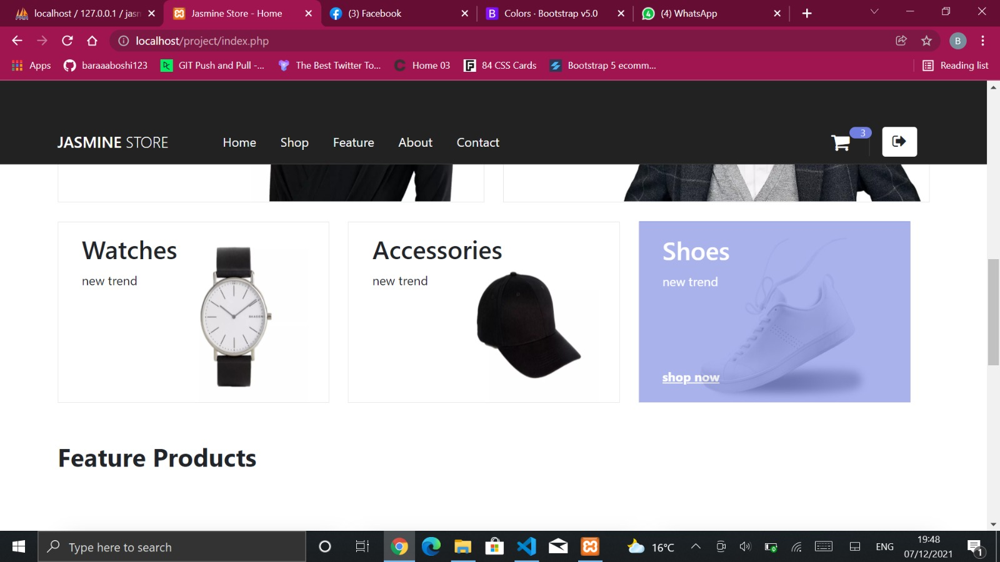 localhost / 127.0.0.1 / jasn
Jasmine Store - Home
(3) Facebook
Colors · Bootstrap v5.0
(4) WhatsApp
localhost/project/index.php
B
Apps
baraaaboshi123
GIT Push and Pull -...
The Best Twitter To...
Home 03
84 CSS Cards
Bootstrap 5 ecomm...
Reading list
JASMINE STORE
Home
Shop
Feature
About
Contact
3
Watches
new trend
SKAGEN
Accessories
new trend
Shoes
new trend
shop now
Feature Products
Type here to search
16°C
ENG
19:48
07/12/2021
1